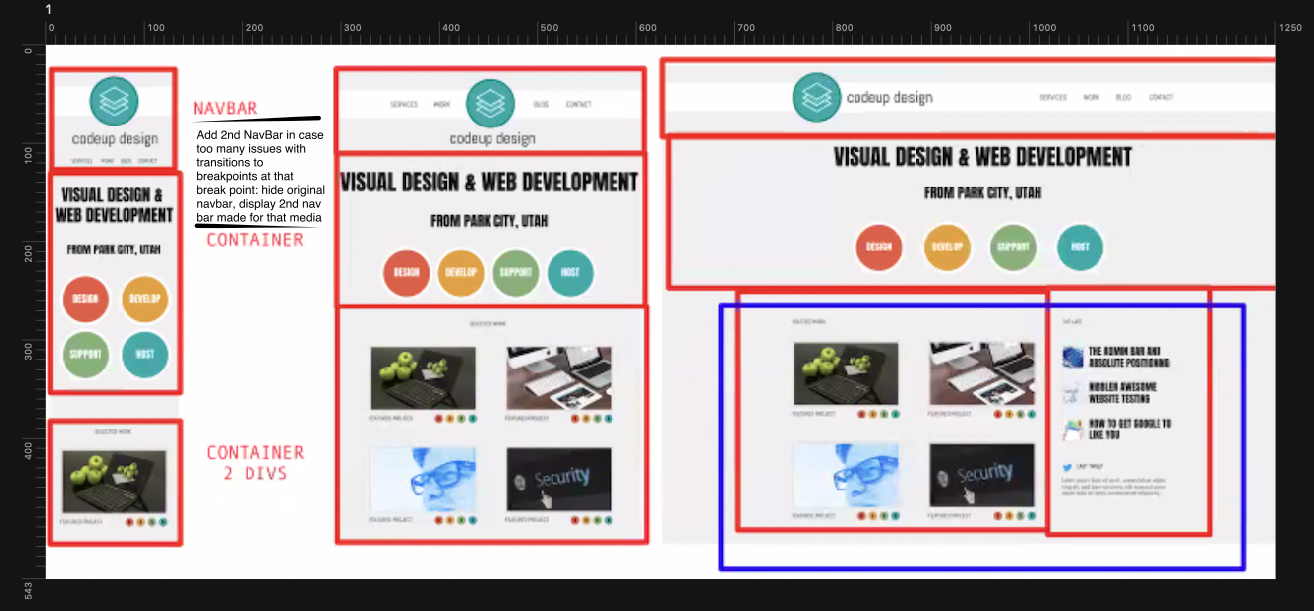 1
0 100 200 300 400 500 600 700 800 900 1000 1100 1250
0
100
200
300
400
543
codeup design
SERVICES WORK BLOG CONTACT
VISUAL DESIGN &
WEB DEVELOPMENT
FROM PARK CITY, UTAH
DESIGN DEVELOP
SUPPORT HOST
SELECTED WORK
FEATURED PROJECT
NAVBAR
Add 2nd NavBar in case
too many issues with
transitions to
breakpoints at that
break point: hide original
navbar, display 2nd nav
bar made for that media
CONTAINER
CONTAINER
2 DIVS
SERVICES WORK BLOG CONTACT
codeup design
VISUAL DESIGN & WEB DEVELOPMENT
FROM PARK CITY, UTAH
DESIGN DEVELOP SUPPORT HOST
SELECTED WORK
FEATURED PROJECT FEATURED PROJECT
Security
FEATURED PROJECT FEATURED PROJECT
codeup design SERVICES WORK BLOG CONTACT
VISUAL DESIGN & WEB DEVELOPMENT
FROM PARK CITY, UTAH
DESIGN DEVELOP SUPPORT HOST
SELECTED WORK
FEATURED PROJECT FEATURED PROJECT
Security
FEATURED PROJECT FEATURED PROJECT
THE ADMIN BAR AND
ABSOLUTE POSITIONING
NIBBLER AWESOME
WEBSITE TESTING
HOW TO GET GOOGLE TO
LIKE YOU
LAST TWEET